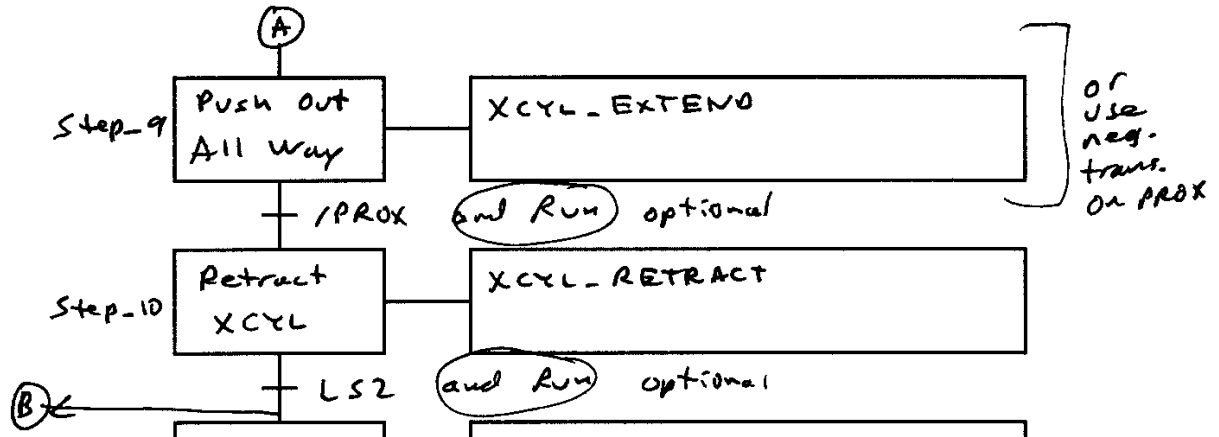 A
Step_9
Push Out
All Way
XCYL_EXTEND
or
use
neg.
trans.
on PROX
/PROX and Run optional
Step_10
Retract
XCYL
XCYL_RETRACT
LS2 and Run optional
B